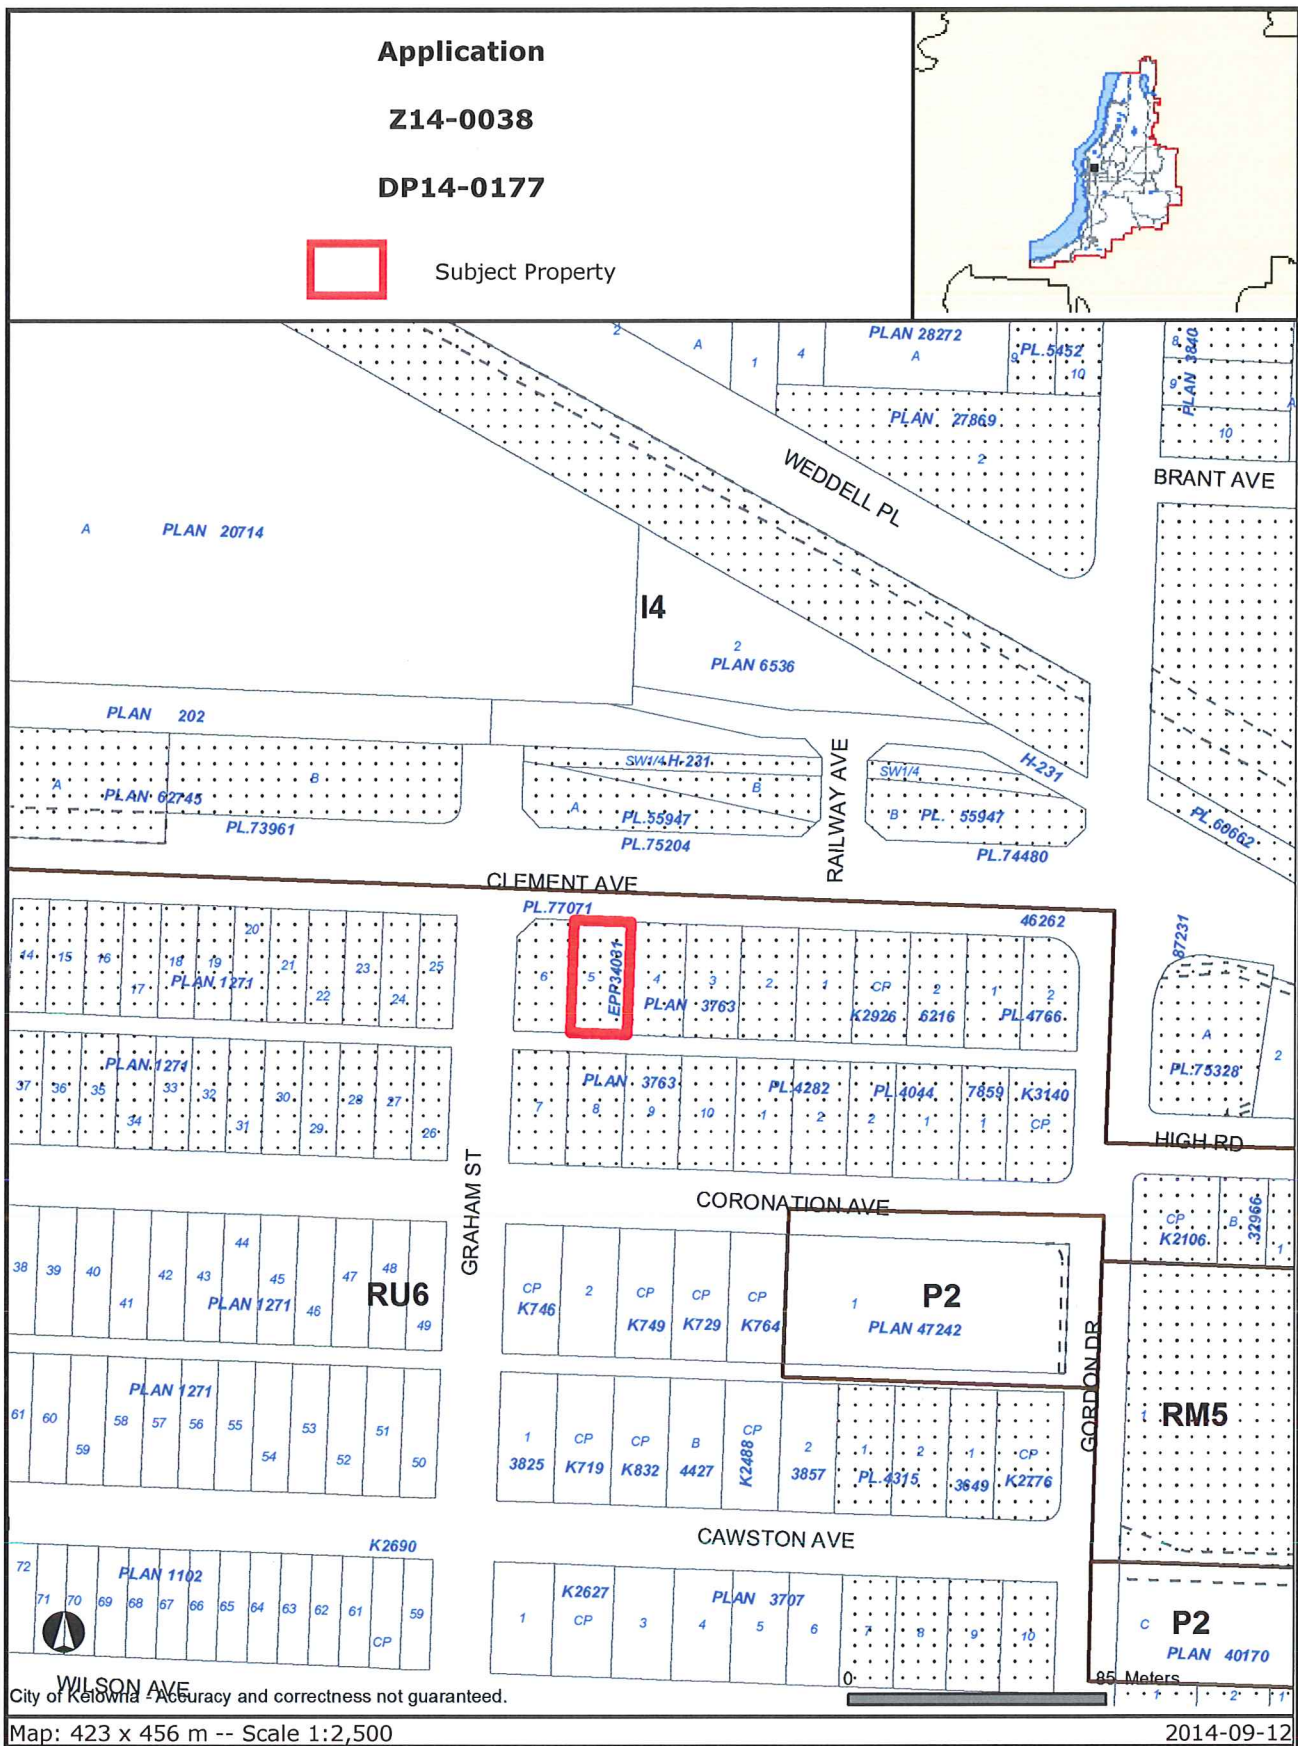 Application
Z14-0038
DP14-0177
Subject Property
2
A
1
4
PLAN 28272
A
9
PL.5452
10
8
9
PLAN 3840
A
10
PLAN 27869
2
WEDDELL PL
BRANT AVE
A
PLAN 20714
I4
2
PLAN 6536
PLAN 202
A
PLAN 62745
B
PL.73961
SW1/4 H-231
B
A
PL.55947
PL.75204
RAILWAY AVE
SW1/4
H-231
B
PL. 55947
PL.74480
PL.60662
CLEMENT AVE
PL.77071
46262
87231
14
15
16
17
18
19
20
21
22
23
24
25
PLAN 1271
6
5
EPP34081
4
3
2
1
CP
2
1
2
PLAN 3763
K2926
6216
PL.4766
A
PL.75328
2
PLAN 1271
37
36
35
34
33
32
31
30
29
28
27
26
PLAN 3763
7
8
9
10
PL.4282
1
2
PL.4044
2
1
7859
1
K3140
CP
HIGH RD
GRAHAM ST
CORONATION AVE
CP
K2106
B
32966
1
38
39
40
41
42
43
44
45
46
47
48
49
PLAN 1271
RU6
CP
K746
2
CP
K749
CP
K729
CP
K764
1
P2
PLAN 47242
GORDON DR
PLAN 1271
61
60
59
58
57
56
55
54
53
52
51
50
1
3825
CP
K719
CP
K832
B
4427
CP
K2488
2
3857
1
PL.4315
2
1
3649
CP
K2776
1
RM5
CAWSTON AVE
K2690
PLAN 1102
72
71
70
69
68
67
66
65
64
63
62
61
CP
59
1
K2627
CP
3
4
PLAN 3707
5
6
7
8
9
10
C
P2
PLAN 40170
1
2
1
WILSON AVE
0
85 Meters
City of Kelowna - Accuracy and correctness not guaranteed.
Map: 423 x 456 m -- Scale 1:2,500
2014-09-12